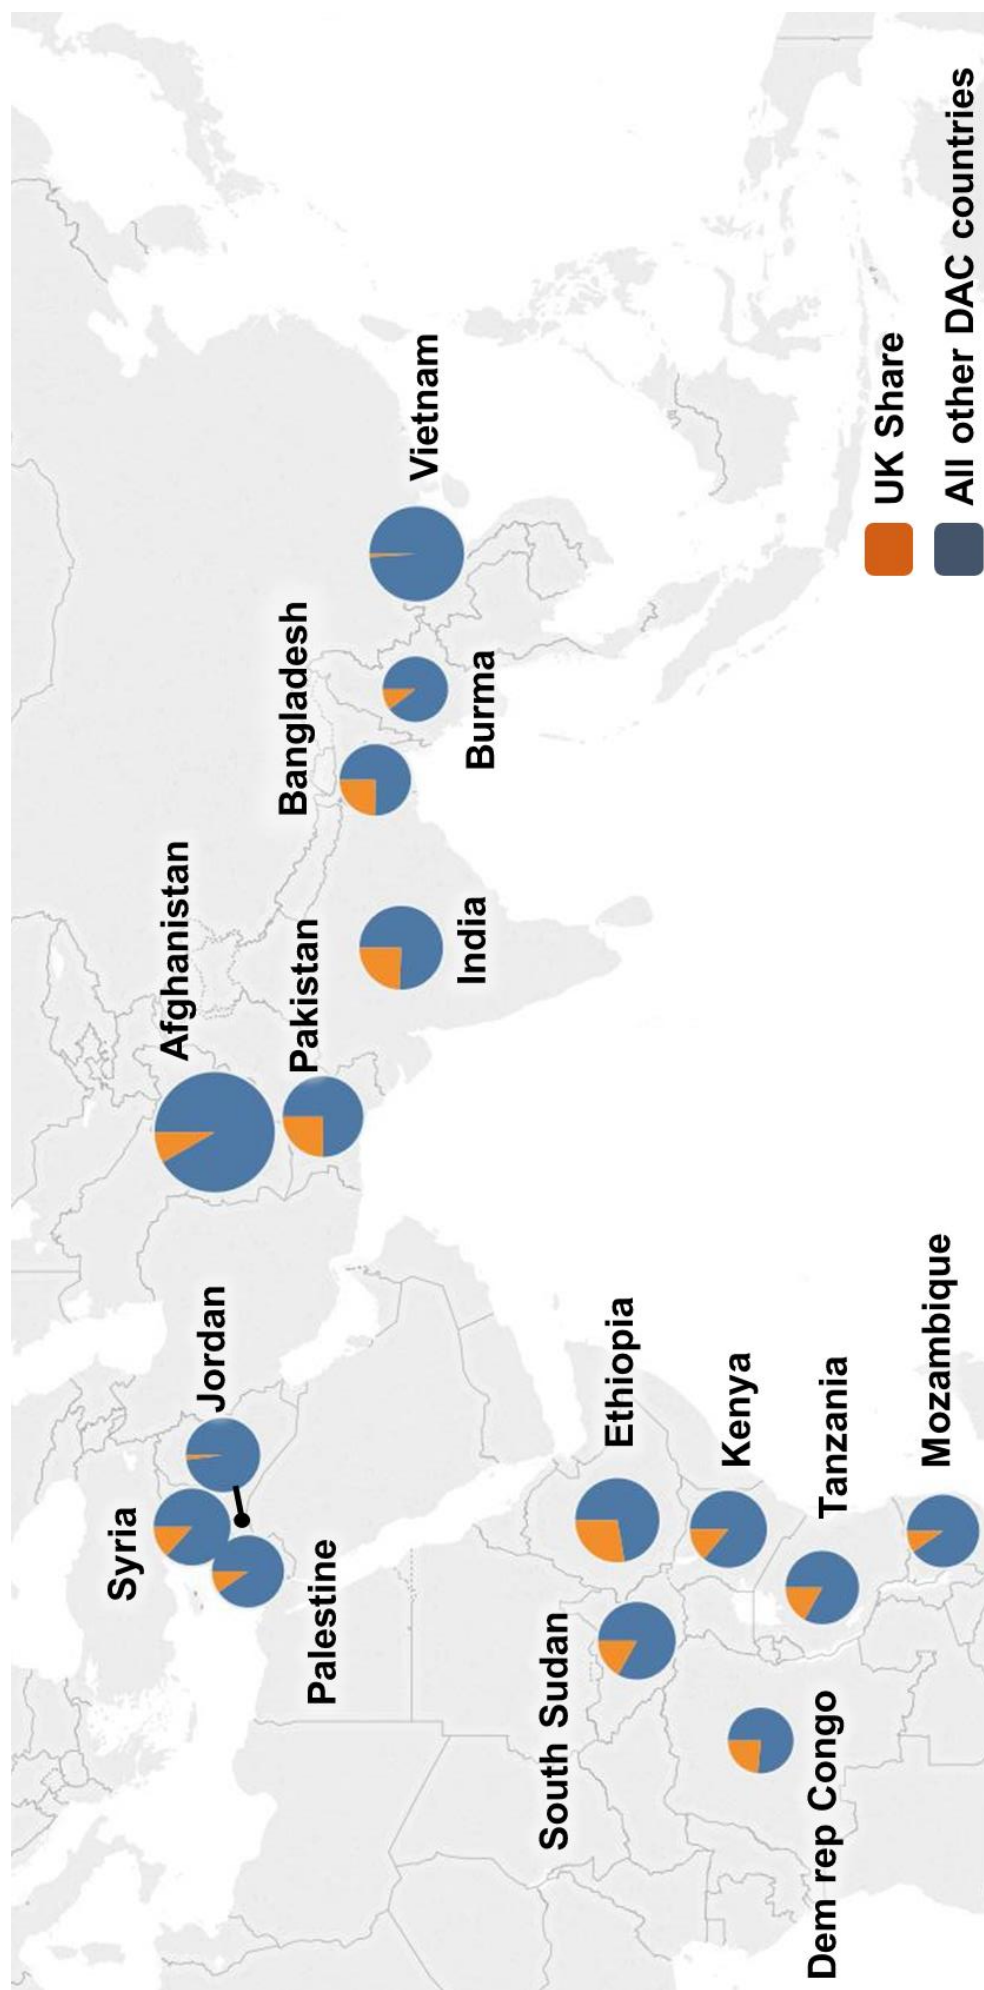 Afghanistan
Syria
Jordan
Pakistan
Bangladesh
Palestine
Vietnam
India
Burma
South Sudan
Ethiopia
Kenya
Dem rep Congo
Tanzania
UK Share
Mozambique
All other DAC countries